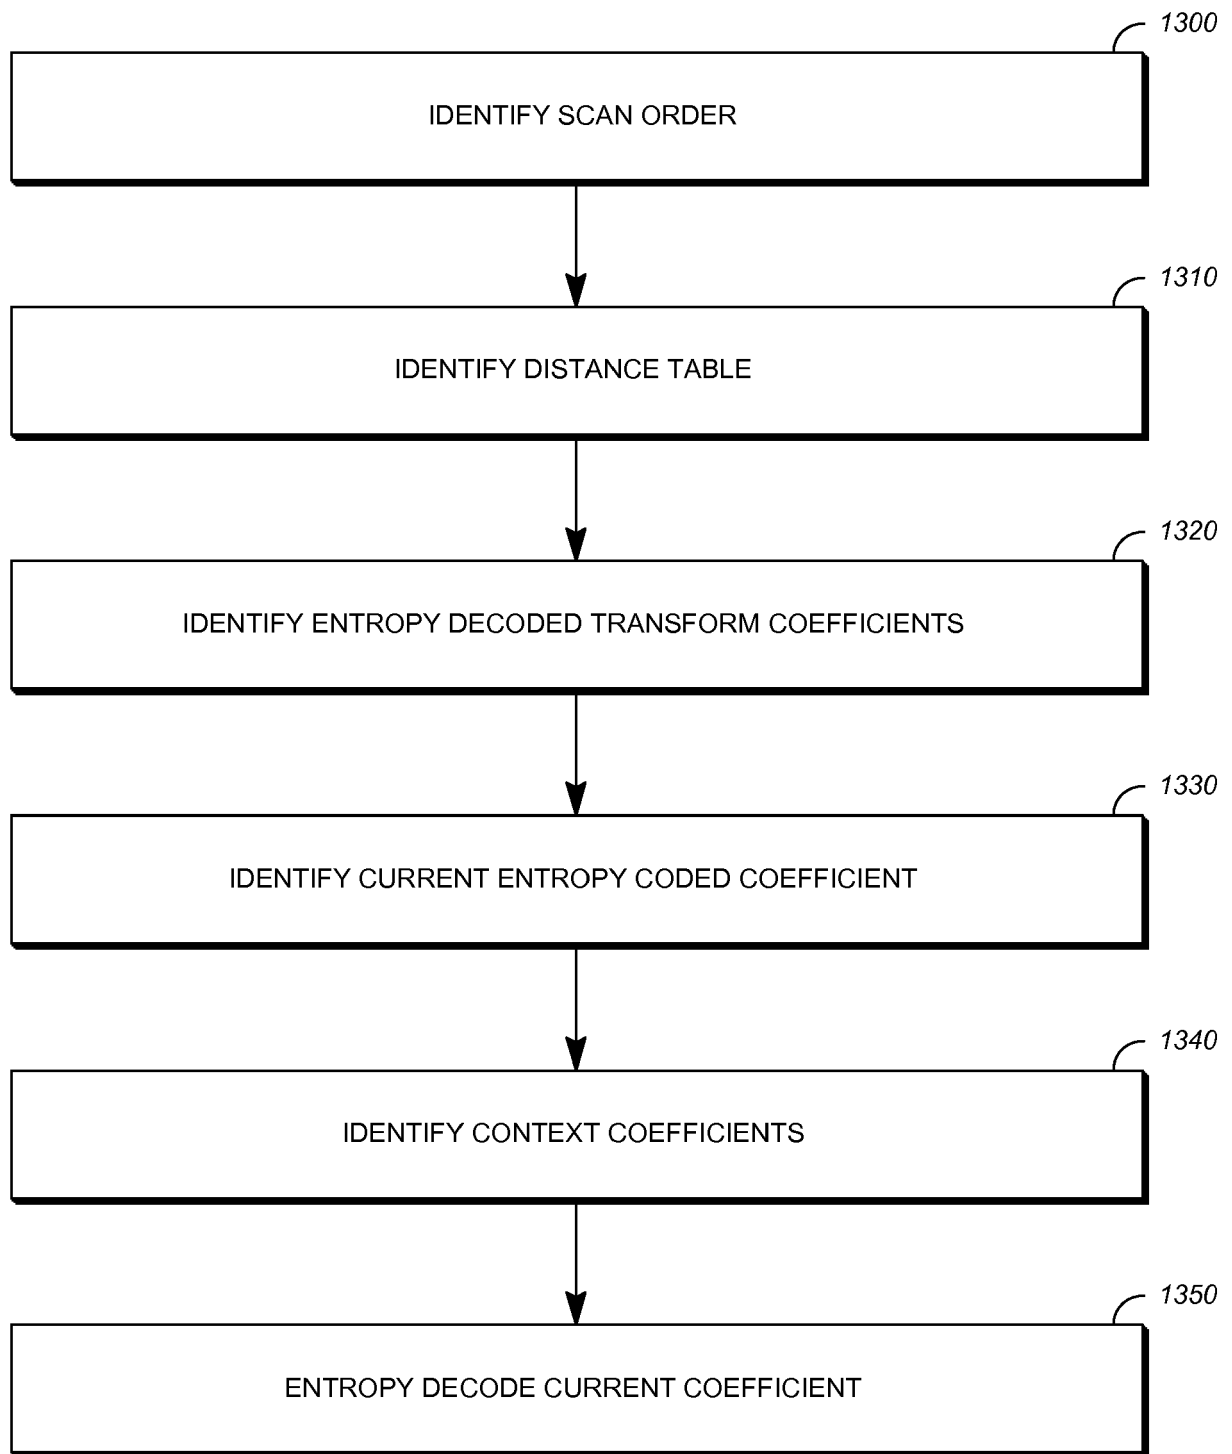 1300
IDENTIFY SCAN ORDER
1310
IDENTIFY DISTANCE TABLE
1320
IDENTIFY ENTROPY DECODED TRANSFORM COEFFICIENTS
1330
IDENTIFY CURRENT ENTROPY CODED COEFFICIENT
1340
IDENTIFY CONTEXT COEFFICIENTS
1350
ENTROPY DECODE CURRENT COEFFICIENT